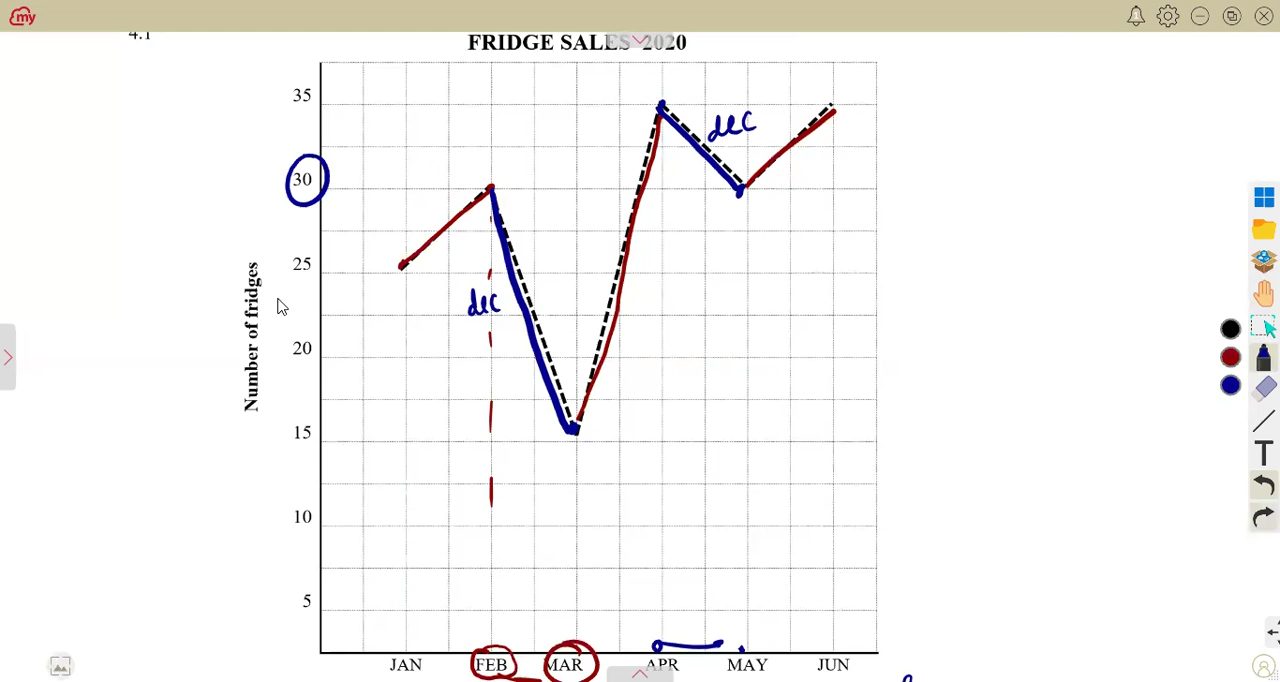 my
4.1
FRIDGE SALES 2020
35
dec
30
25
dec
Number of fridges
20
15
10
5
JAN FEB MAR APR MAY JUN
T